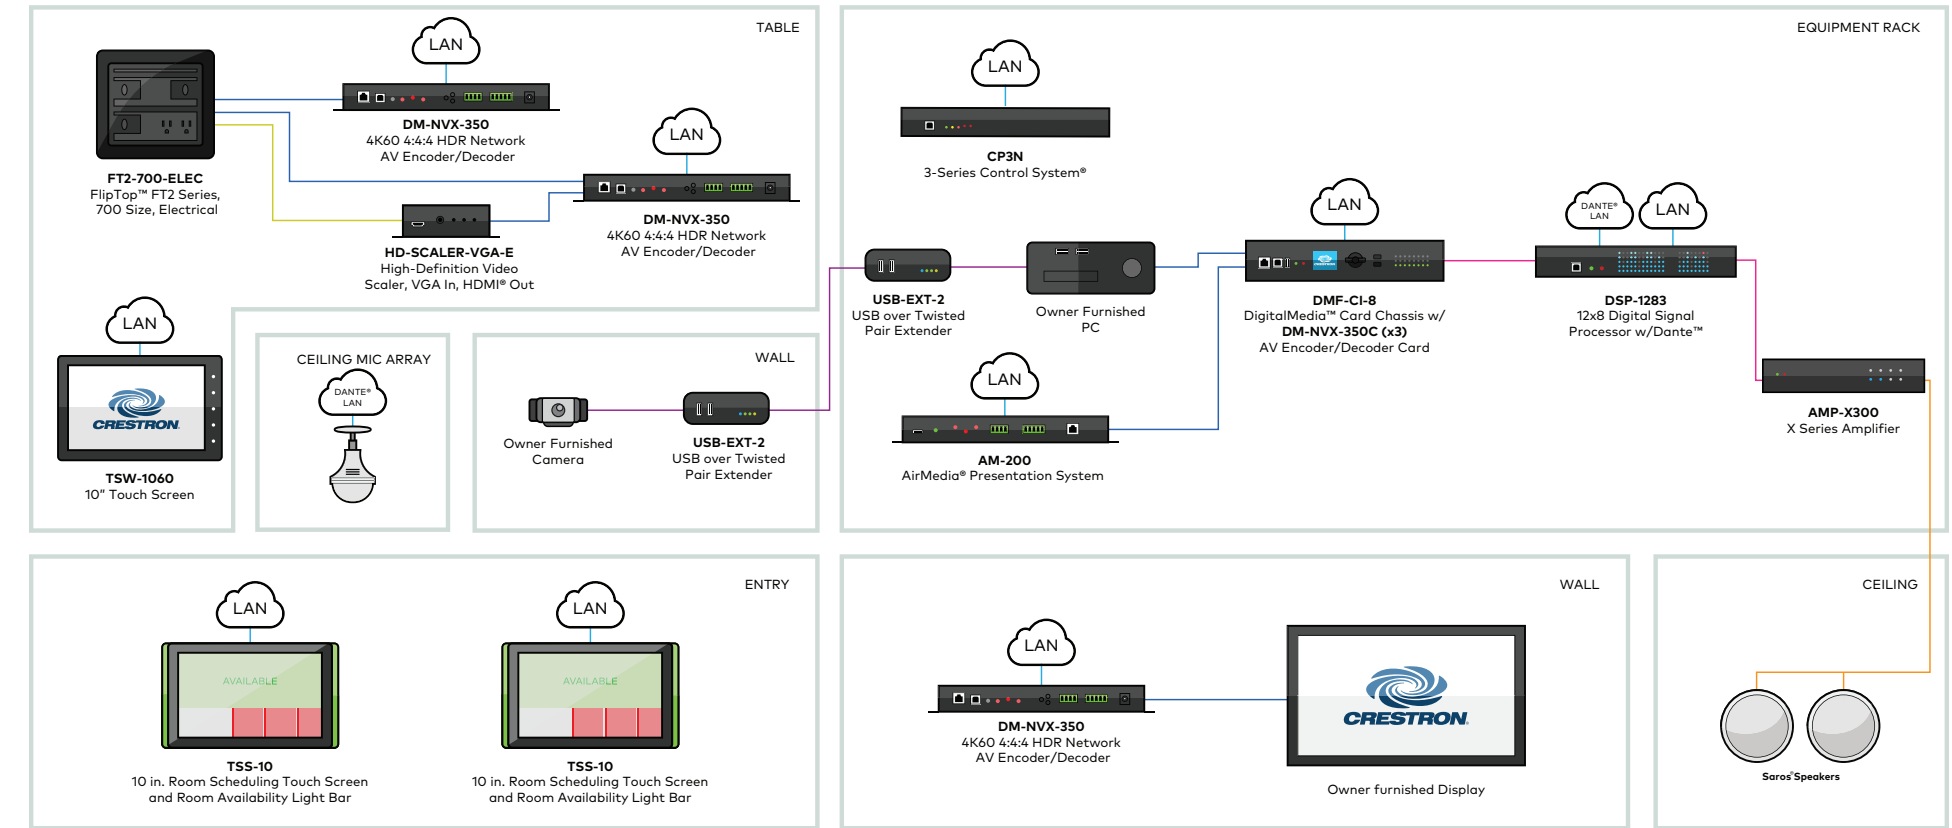 TABLE
LAN
DM-NVX-350
4K60 4:4:4 HDR Network
AV Encoder/Decoder
FT2-700-ELEC
FlipTop™ FT2 Series,
700 Size, Electrical
LAN
DM-NVX-350
4K60 4:4:4 HDR Network
AV Encoder/Decoder
HD-SCALER-VGA-E
High-Definition Video
Scaler, VGA In, HDMI® Out
LAN
CRESTRON
TSW-1060
10" Touch Screen
CEILING MIC ARRAY
DANTE®
LAN
WALL
Owner Furnished
Camera
USB-EXT-2
USB over Twisted
Pair Extender
EQUIPMENT RACK
LAN
CP3N
3-Series Control System®
USB-EXT-2
USB over Twisted
Pair Extender
Owner Furnished
PC
LAN
CRESTRON
DMF-CI-8
DigitalMedia™ Card Chassis w/
DM-NVX-350C (x3)
AV Encoder/Decoder Card
DANTE®
LAN
LAN
DSP-1283
12x8 Digital Signal
Processor w/Dante™
LAN
AM-200
AirMedia® Presentation System
AMP-X300
X Series Amplifier
ENTRY
LAN
AVAILABLE
TSS-10
10 in. Room Scheduling Touch Screen
and Room Availability Light Bar
LAN
AVAILABLE
TSS-10
10 in. Room Scheduling Touch Screen
and Room Availability Light Bar
WALL
LAN
DM-NVX-350
4K60 4:4:4 HDR Network
AV Encoder/Decoder
CRESTRON
Owner furnished Display
CEILING
Saros® Speakers